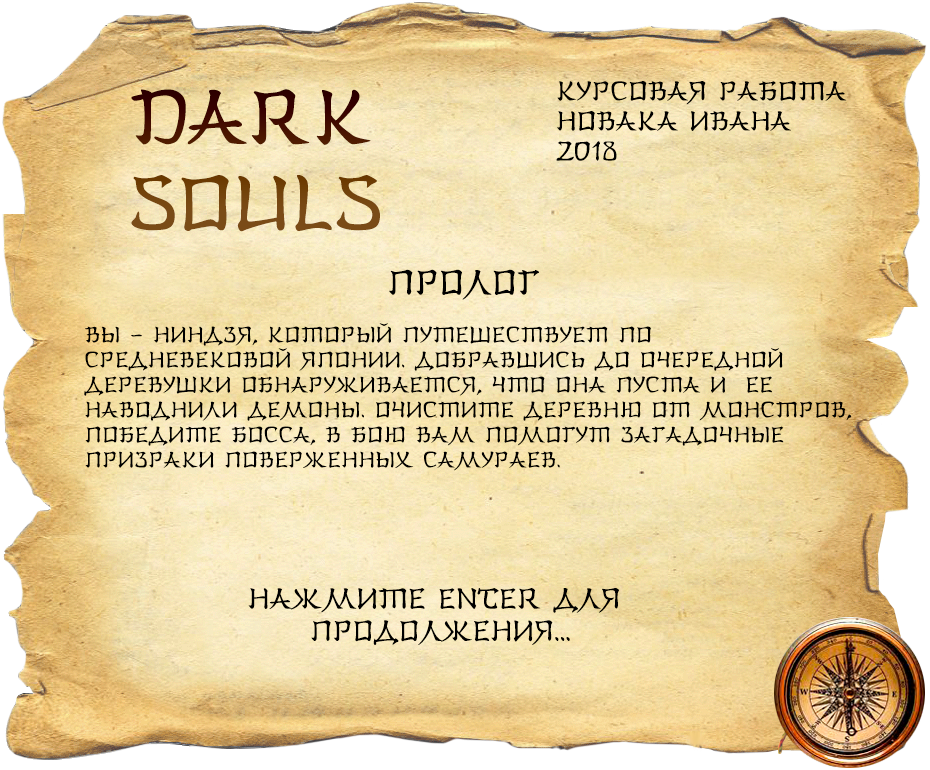 DARK
SOULS
КУРСОВАЯ РАБОТА
НОВАКА ИВАНА
2018
ПРОЛОГ
ВЫ – НИНДЗЯ, КОТОРЫЙ ПУТЕШЕСТВУЕТ ПО
СРЕДНЕВЕКОВОЙ ЯПОНИИ. ДОБРАВШИСЬ ДО ОЧЕРЕДНОЙ
ДЕРЕВУШКИ ОБНАРУЖИВАЕТСЯ, ЧТО ОНА ПУСТА И ЕЕ
НАВОДНИЛИ ДЕМОНЫ. ОЧИСТИТЕ ДЕРЕВНЮ ОТ МОНСТРОВ,
ПОБЕДИТЕ БОССА, В БОЮ ВАМ ПОМОГУТ ЗАГАДОЧНЫЕ
ПРИЗРАКИ ПОВЕРЖЕННЫХ САМУРАЕВ.
НАЖМИТЕ ENTER ДЛЯ
ПРОДОЛЖЕНИЯ...
N
W
E
S